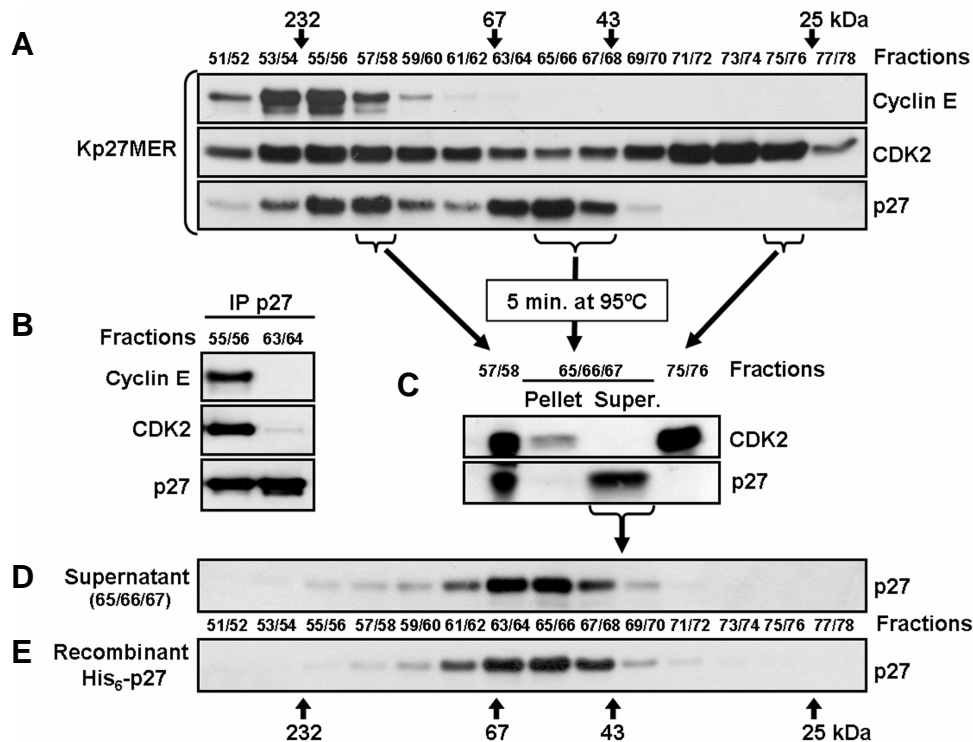 232 67 43 25 kDa
A
51/52 53/54 55/56 57/58 59/60 61/62 63/64 65/66 67/68 69/70 71/72 73/74 75/76 77/78 Fractions
Cyclin E
Kp27MER
CDK2
p27
5 min. at 95ºC
B
IP p27
Fractions 55/56 63/64
Cyclin E
CDK2
p27
C
57/58 65/66/67 75/76 Fractions
Pellet Super.
CDK2
p27
D
Supernatant
(65/66/67)
p27
51/52 53/54 55/56 57/58 59/60 61/62 63/64 65/66 67/68 69/70 71/72 73/74 75/76 77/78 Fractions
E
Recombinant
His6-p27
p27
232 67 43 25 kDa